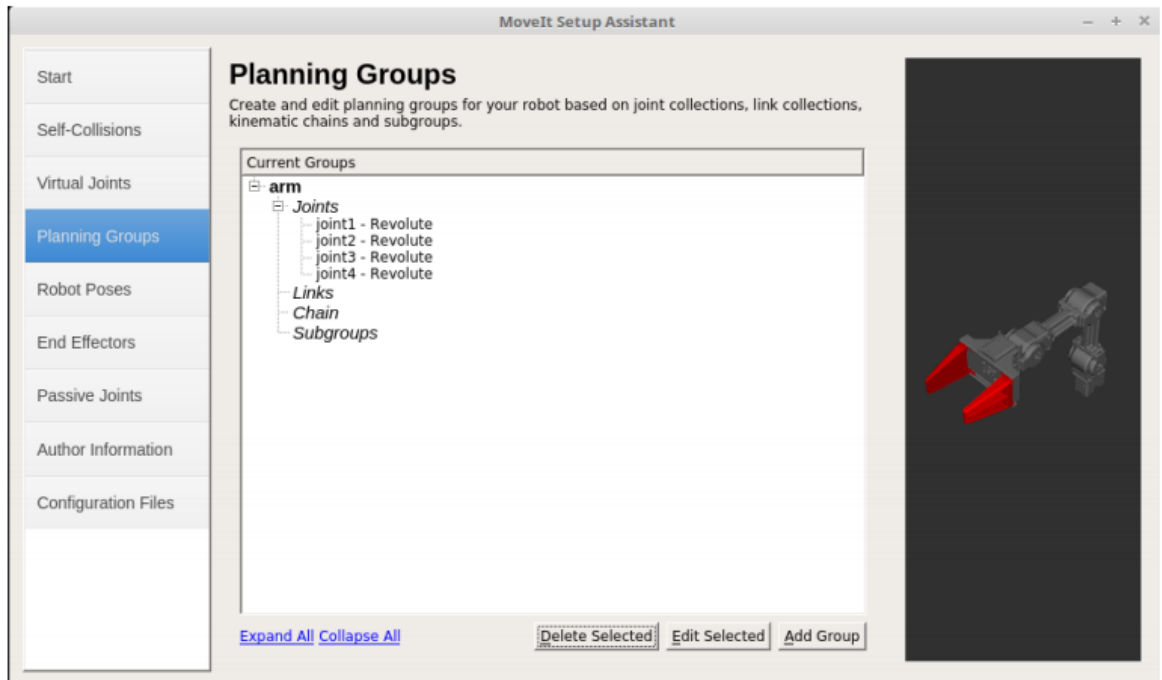 MoveIt Setup Assistant
Start
Self-Collisions
Virtual Joints
Planning Groups
Robot Poses
End Effectors
Passive Joints
Author Information
Configuration Files
Planning Groups
Create and edit planning groups for your robot based on joint collections, link collections,
kinematic chains and subgroups.
Current Groups
arm
Joints
joint1 - Revolute
joint2 - Revolute
joint3 - Revolute
joint4 - Revolute
Links
Chain
Subgroups
Expand All Collapse All
Delete Selected Edit Selected Add Group